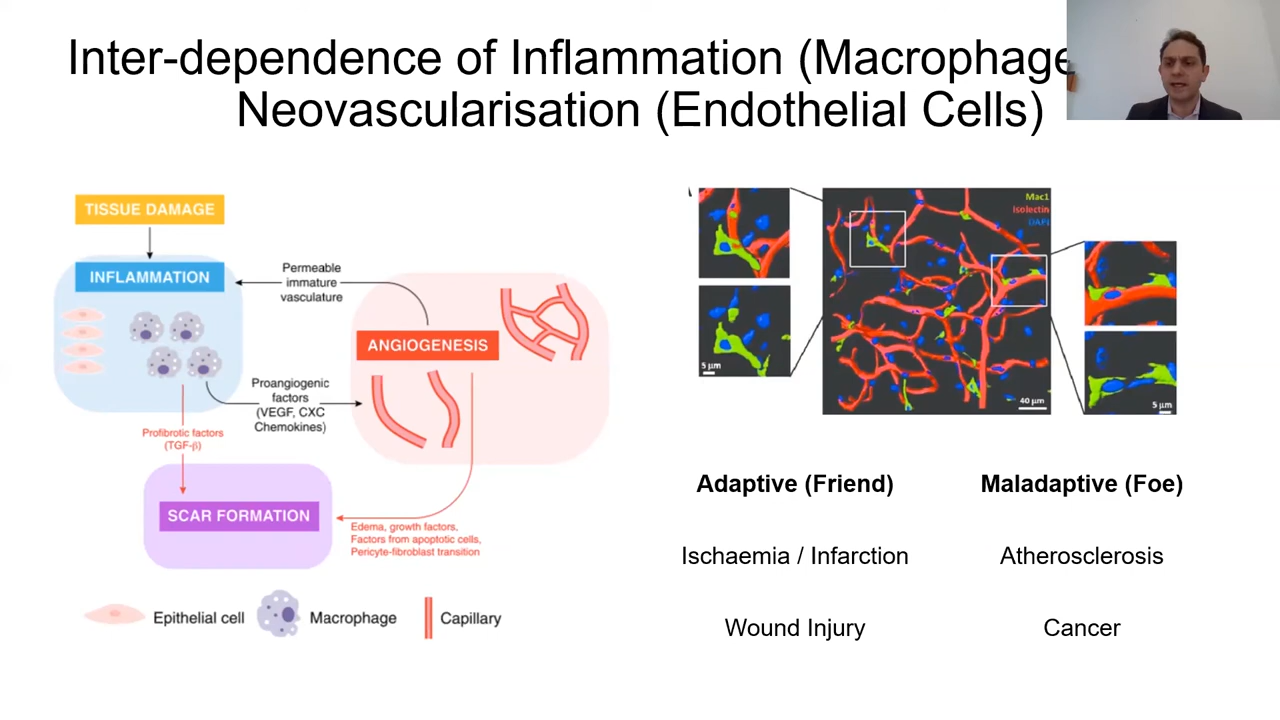 Inter-dependence of Inflammation (Macrophage
Neovascularisation (Endothelial Cells)
TISSUE DAMAGE
INFLAMMATION
Permeable
immature
vasculature
ANGIOGENESIS
Proangiogenic
factors
(VEGF, CXC
Chemokines)
Profibrotic factors
(TGF-β)
SCAR FORMATION
Edema, growth factors,
Factors from apoptotic cells,
Pericyte-fibroblast transition
Epithelial cell
Macrophage
Capillary
Mac1
Isolectin
DAPI
5 µm
40 µm
5 µm
Adaptive (Friend)
Maladaptive (Foe)
Ischaemia / Infarction
Atherosclerosis
Wound Injury
Cancer